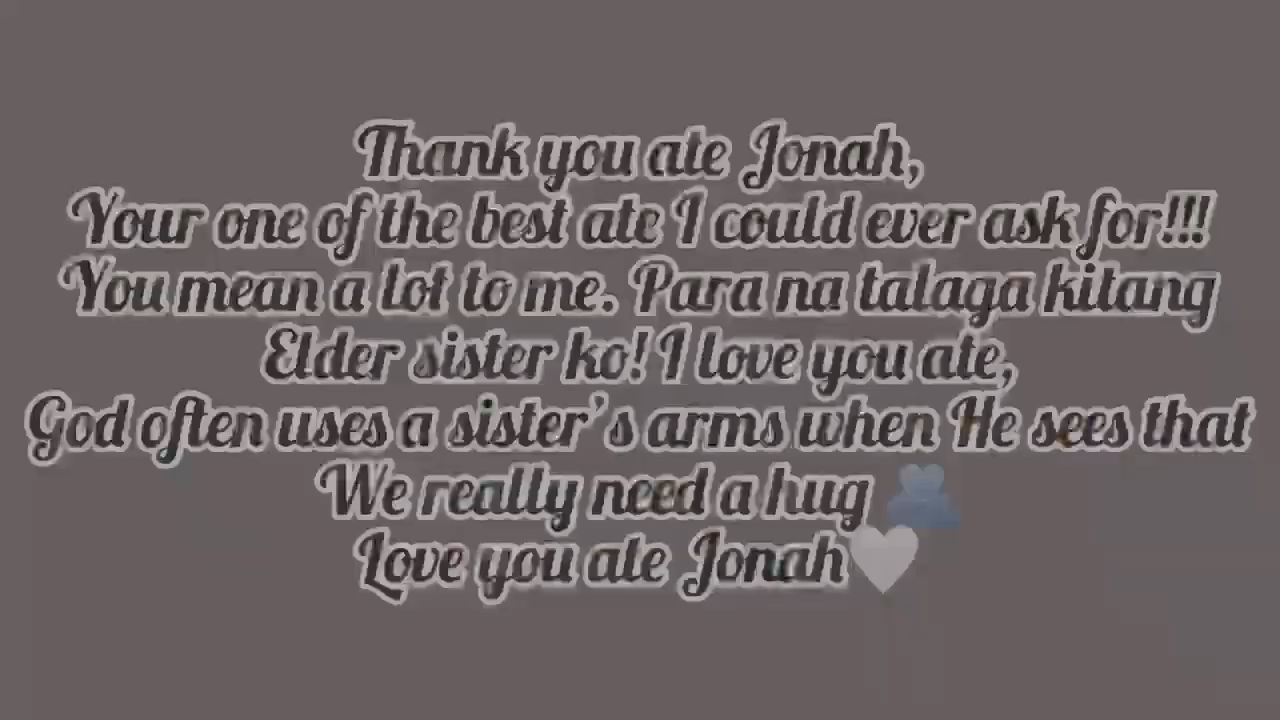 Thank you ate Jonah,
Your one of the best ate I could ever ask for!!!
You mean a lot to me. Para na talaga kitang
Elder sister ko! I love you ate,
God often uses a sister's arms when He sees that
We really need a hug 🫂
Love you ate Jonah🤍